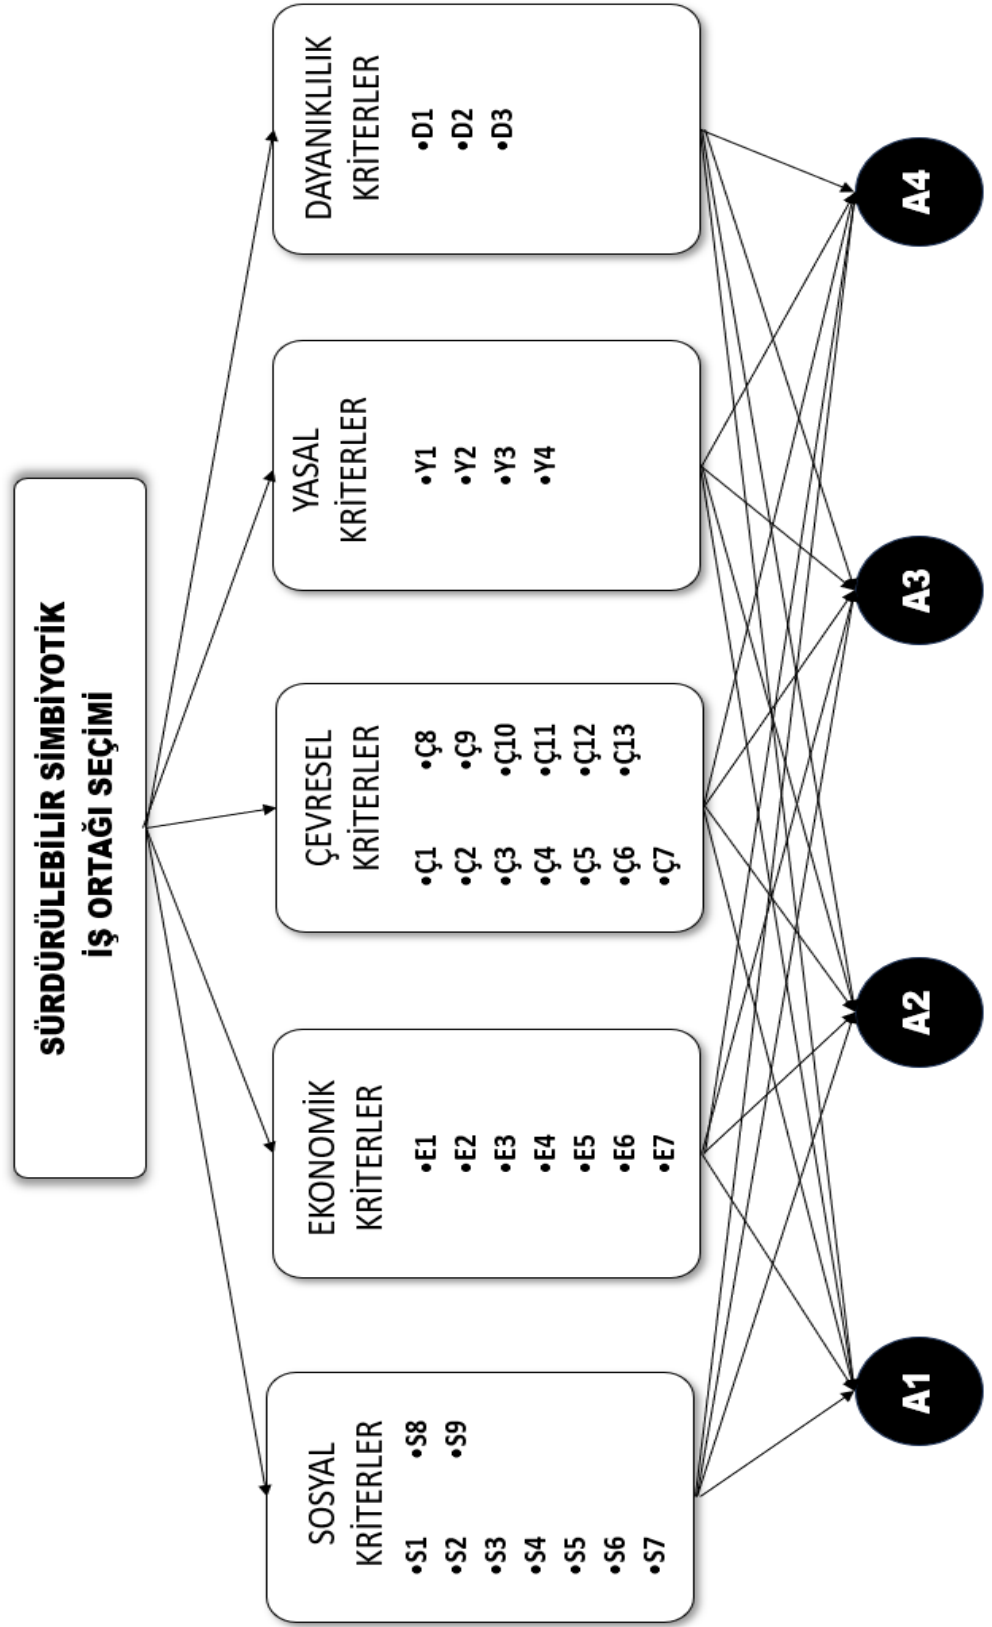 SÜRDÜRÜLEBİLİR SİMBİYOTİK
İŞ ORTAĞI SEÇİMİ
SOSYAL
KRİTERLER
•S1
•S2
•S3
•S4
•S5
•S6
•S7
•S8
•S9
EKONOMİK
KRİTERLER
•E1
•E2
•E3
•E4
•E5
•E6
•E7
ÇEVRESEL
KRİTERLER
•Ç1
•Ç2
•Ç3
•Ç4
•Ç5
•Ç6
•Ç7
•Ç8
•Ç9
•Ç10
•Ç11
•Ç12
•Ç13
YASAL
KRİTERLER
•Y1
•Y2
•Y3
•Y4
DAYANIKLILIK
KRİTERLER
•D1
•D2
•D3
A1
A2
A3
A4